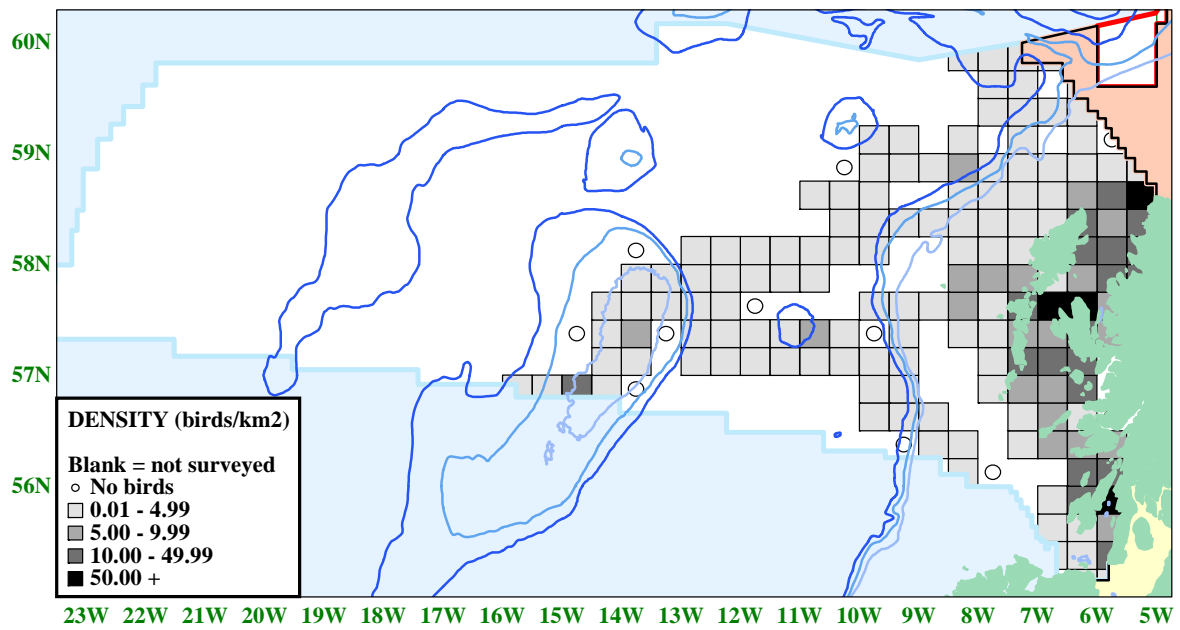 60N
59N
58N
57N
56N
DENSITY (birds/km2)
Blank = not surveyed
No birds
0.01 - 4.99
5.00 - 9.99
10.00 - 49.99
50.00 +
23W 22W 21W 20W 19W 18W 17W 16W 15W 14W 13W 12W 11W 10W 9W 8W 7W 6W 5W